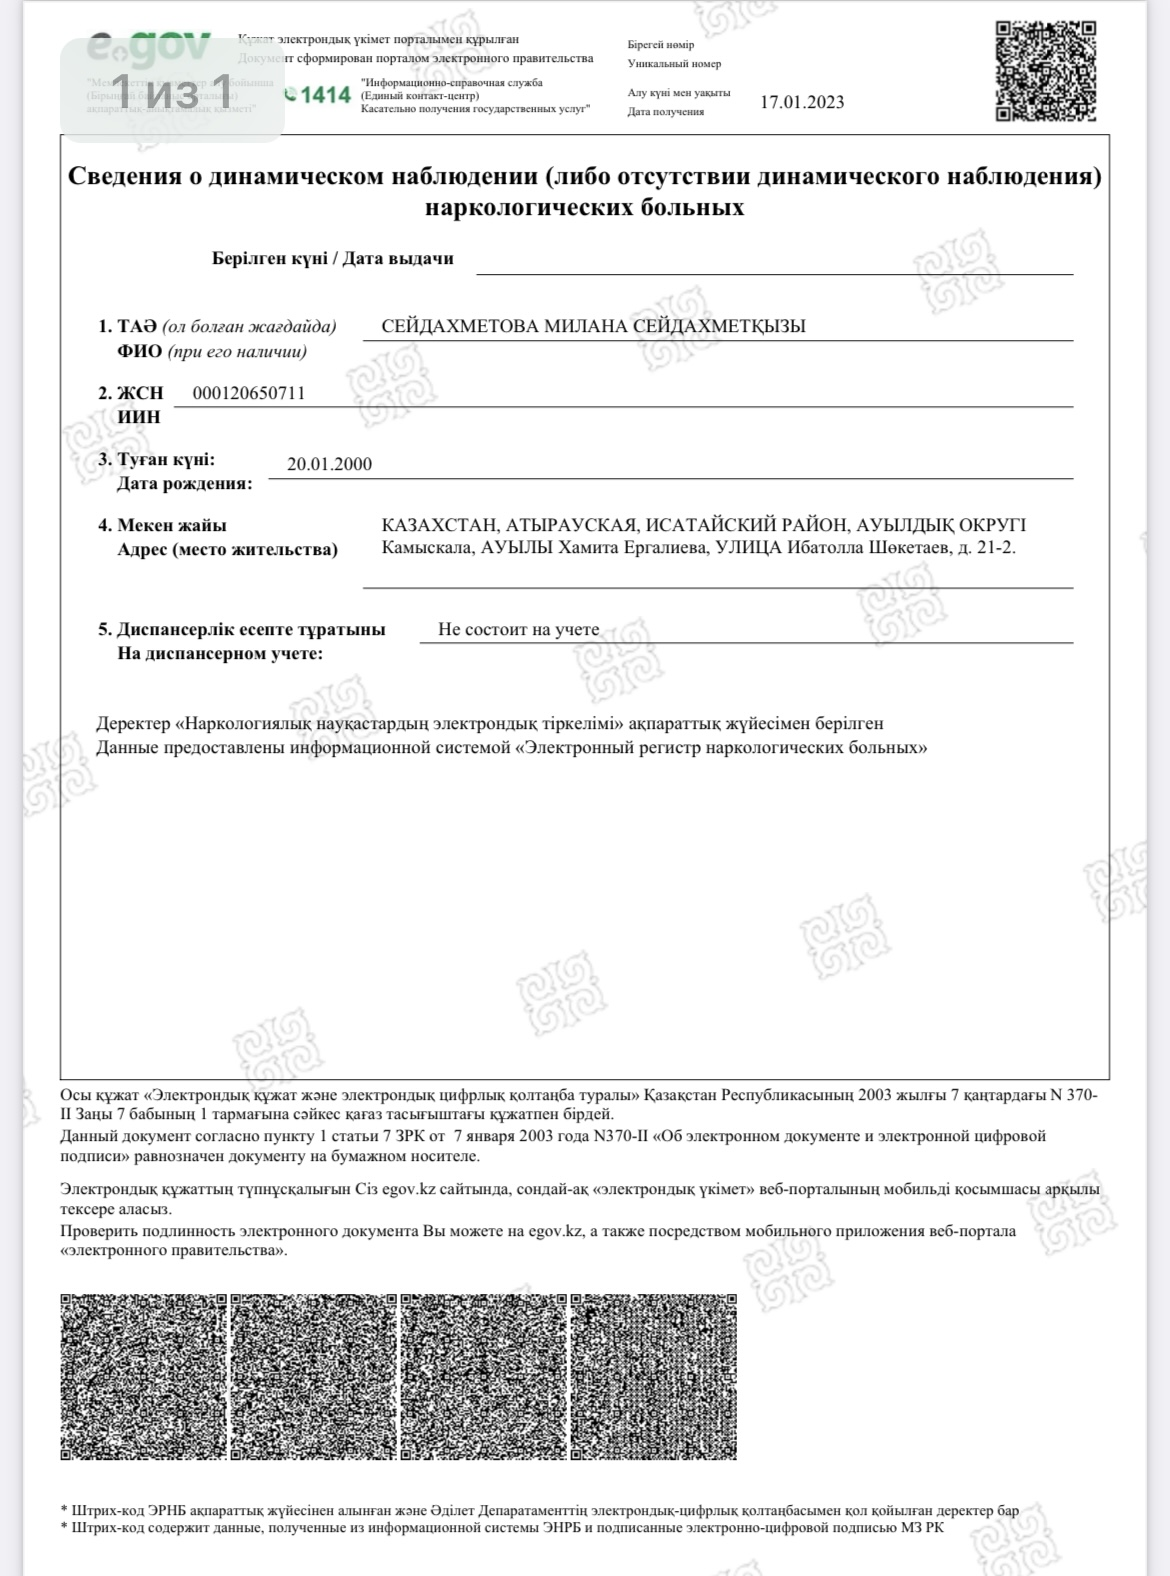 e.gov
Құжат электрондық үкімет порталымен құрылған
Документ сформирован порталом электронного правительства
1 из 1
1414
"Информационно-справочная служба
(Единый контакт-центр)
Касательно получения государственных услуг"
Бірегей нөмір
Уникальный номер
Алу күні мен уақыты
Дата получения
17.01.2023
Сведения о динамическом наблюдении (либо отсутствии динамического наблюдения)
наркологических больных
Берілген күні / Дата выдачи
1. ТАӘ (ол болған жағдайда) СЕЙДАХМЕТОВА МИЛАНА СЕЙДАХМЕТҚЫЗЫ
ФИО (при его наличии)
2. ЖСН 000120650711
ИИН
3. Туған күні: 20.01.2000
Дата рождения:
4. Мекен жайы КАЗАХСТАН, АТЫРАУСКАЯ, ИСАТАЙСКИЙ РАЙОН, АУЫЛДЫҚ ОКРУГІ
Адрес (место жительства) Камыскала, АУЫЛЫ Хамита Ергалиева, УЛИЦА Ибатолла Шөкетаев, д. 21-2.
5. Диспансерлік есепте тұратыны Не состоит на учете
На диспансерном учете:
Деректер «Наркологиялық науқастардың электрондық тіркелімі» ақпараттық жүйесімен берілген
Данные предоставлены информационной системой «Электронный регистр наркологических больных»
Осы құжат «Электрондық құжат және электрондық цифрлық қолтаңба туралы» Қазақстан Республикасының 2003 жылғы 7 қаңтардағы N 370-
II Заңы 7 бабының 1 тармағына сәйкес қағаз тасығыштағы құжатпен бірдей.
Данный документ согласно пункту 1 статьи 7 ЗРК от 7 января 2003 года N370-II «Об электронном документе и электронной цифровой
подписи» равнозначен документу на бумажном носителе.
Электрондық құжаттың түпнұсқалығын Сіз egov.kz сайтында, сондай-ақ «электрондық үкімет» веб-порталының мобильді қосымшасы арқылы
тексере аласыз.
Проверить подлинность электронного документа Вы можете на egov.kz, а также посредством мобильного приложения веб-портала
«электронного правительства».
* Штрих-код ЭРНБ ақпараттық жүйесінен алынған және Әділет Депаратаменттің электрондық-цифрлық қолтаңбасымен қол қойылған деректер бар
* Штрих-код содержит данные, полученные из информационной системы ЭНРБ и подписанные электронно-цифровой подписью МЗ РК